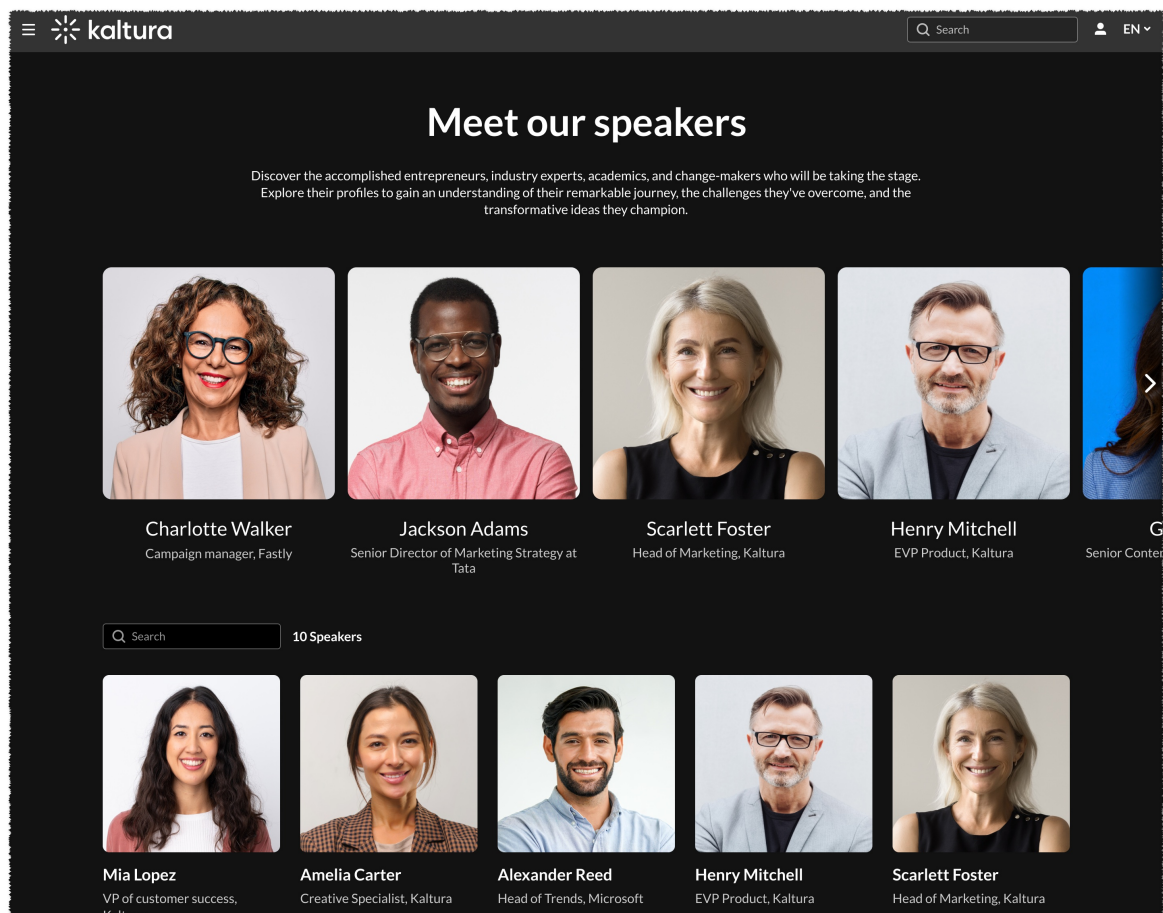 kaltura
Search
EN
Meet our speakers
Discover the accomplished entrepreneurs, industry experts, academics, and change-makers who will be taking the stage.
Explore their profiles to gain an understanding of their remarkable journey, the challenges they've overcome, and the
transformative ideas they champion.
Charlotte Walker
Campaign manager, Fastly
Jackson Adams
Senior Director of Marketing Strategy at
Tata
Scarlett Foster
Head of Marketing, Kaltura
Henry Mitchell
EVP Product, Kaltura
G
Senior
Search
10 Speakers
Mia Lopez
VP of customer success,
Amelia Carter
Creative Specialist, Kaltura
Alexander Reed
Head of Trends, Microsoft
Henry Mitchell
EVP Product, Kaltura
Scarlett Foster
Head of Marketing, Kaltura